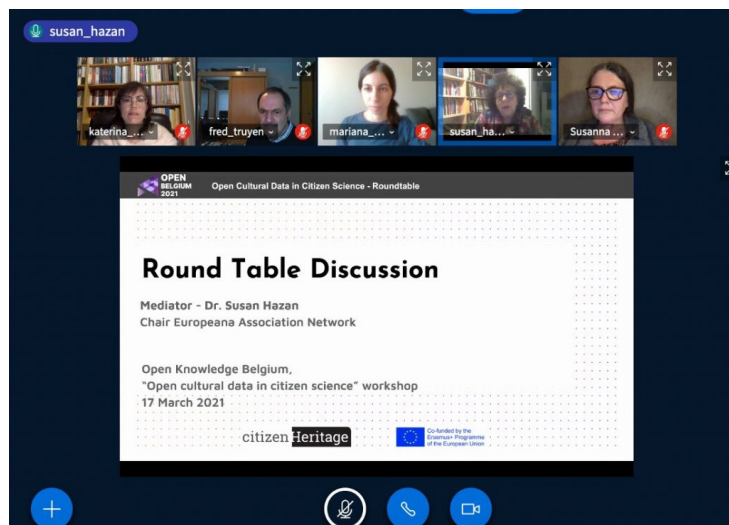 susan_hazan
katerina_...
fred_truyen
mariana_...
susan_ha...
Susanna ...
OPEN
BELGIUM
2021
Open Cultural Data in Citizen Science - Roundtable
Round Table Discussion
Mediator - Dr. Susan Hazan
Chair Europeana Association Network
Open Knowledge Belgium,
"Open cultural data in citizen science" workshop
17 March 2021
citizen Heritage
Co-funded by the
Erasmus+ Programme
of the European Union